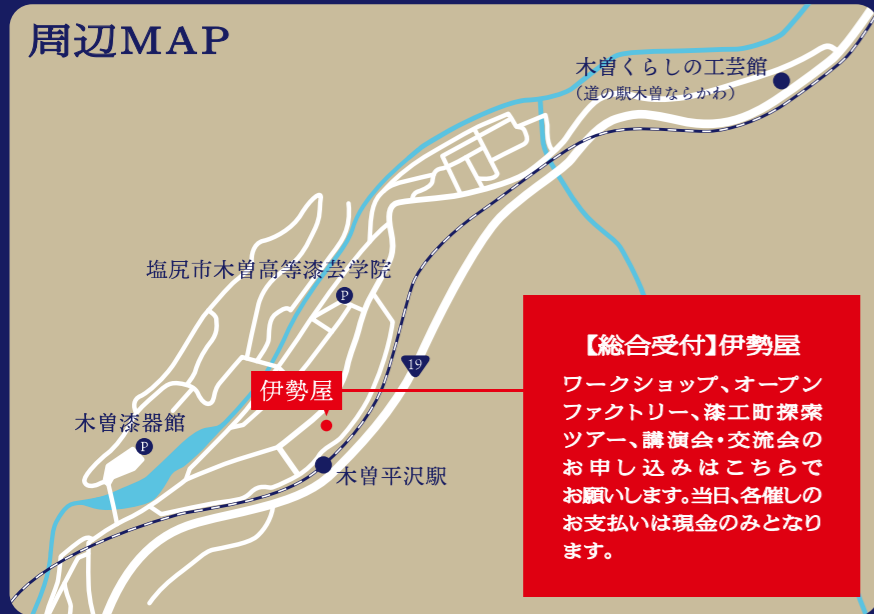 周辺MAP
木曽くらしの工芸館
(道の駅木曽ならかわ)
塩尻市木曽高等漆芸学院
P
19
伊勢屋
木曽漆器館
P
木曽平沢駅
【総合受付】伊勢屋
ワークショップ、オープン
ファクトリー、漆工町探索
ツアー、講演会・交流会の
お申し込みはこちらで
お願いします。当日、各催しの
お支払いは現金のみとなり
ます。